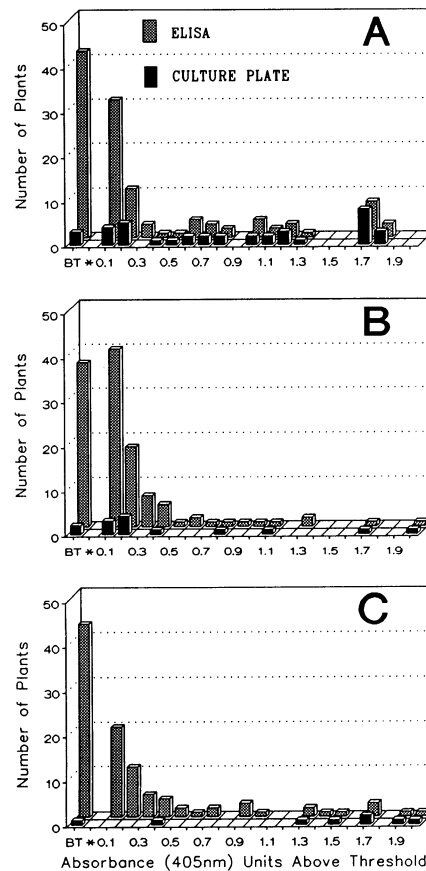 A
ELISA
CULTURE PLATE
Number of Plants
50
40
30
20
10
0
BT * 0.1 0.3 0.5 0.7 0.9 1.1 1.3 1.7 1.9
B
Number of Plants
50
40
30
20
10
0
BT * 0.1 0.3 0.5 0.7 0.9 1.1 1.3 1.7 1.9
C
Number of Plants
50
40
30
20
10
0
BT * 0.1 0.3 0.5 0.7 0.9 1.1 1.3 1.5 1.7 1.9
Absorbance (405nm) Units Above Threshold